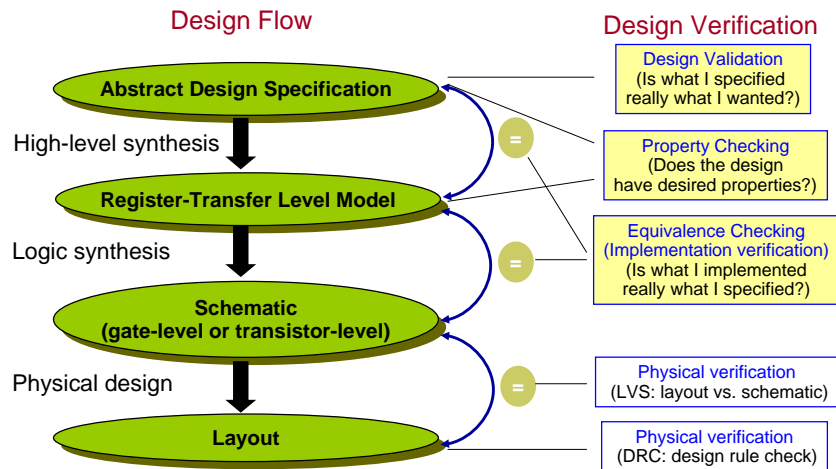 Design Flow
Design Verification
Abstract Design Specification
High-level synthesis
Register-Transfer Level Model
Logic synthesis
Schematic
(gate-level or transistor-level)
Physical design
Layout
=
=
=
Design Validation
(Is what I specified
really what I wanted?)
Property Checking
(Does the design
have desired properties?)
Equivalence Checking
(Implementation verification)
(Is what I implemented
really what I specified?)
Physical verification
(LVS: layout vs. schematic)
Physical verification
(DRC: design rule check)